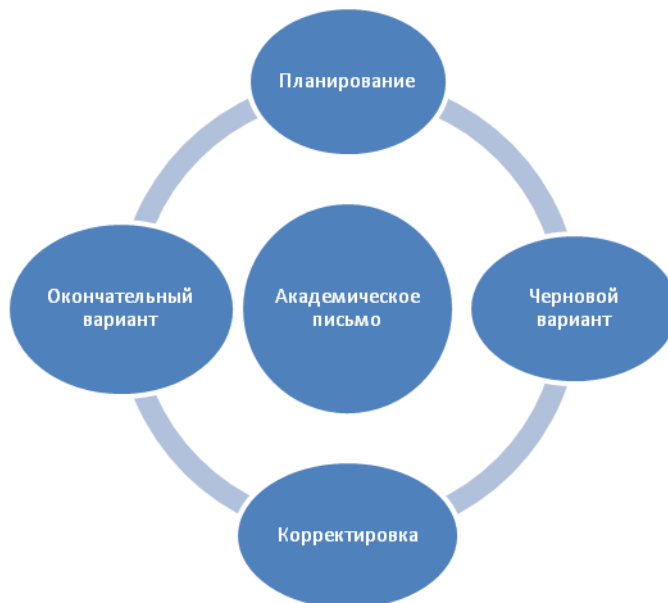 Планирование
Окончательный
вариант
Академическое
письмо
Черновой
вариант
Корректировка